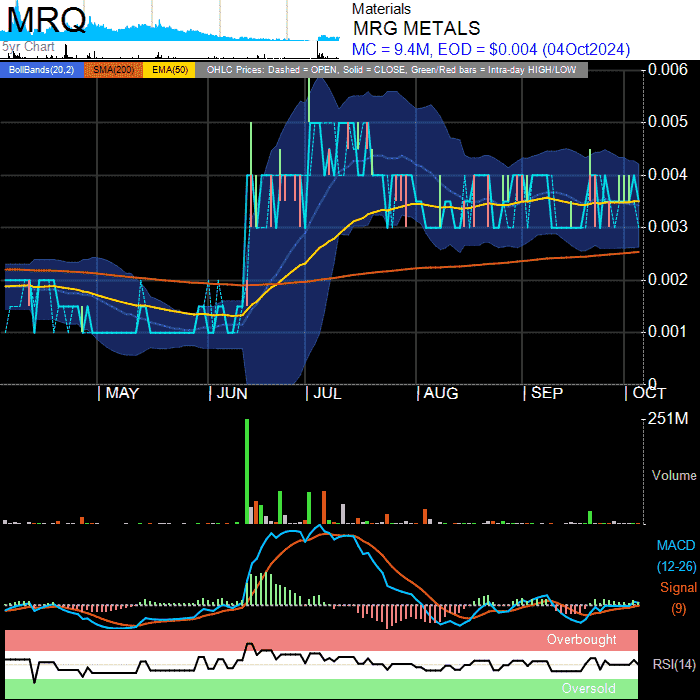 MRQ
5yr Chart
Materials
MRG METALS
MC = 9.4M, EOD = $0.004 (04Oct2024)
BollBands(20,2) SMA(200) EMA(50) OHLC Prices: Dashed = OPEN, Solid = CLOSE, Green/Red bars = Intra-day HIGH/LOW
0.006
0.005
0.004
0.003
0.002
0.001
0
MAY JUN JUL AUG SEP OCT
251M
Volume
MACD
(12-26)
Signal
(9)
Overbought
RSI(14)
Oversold